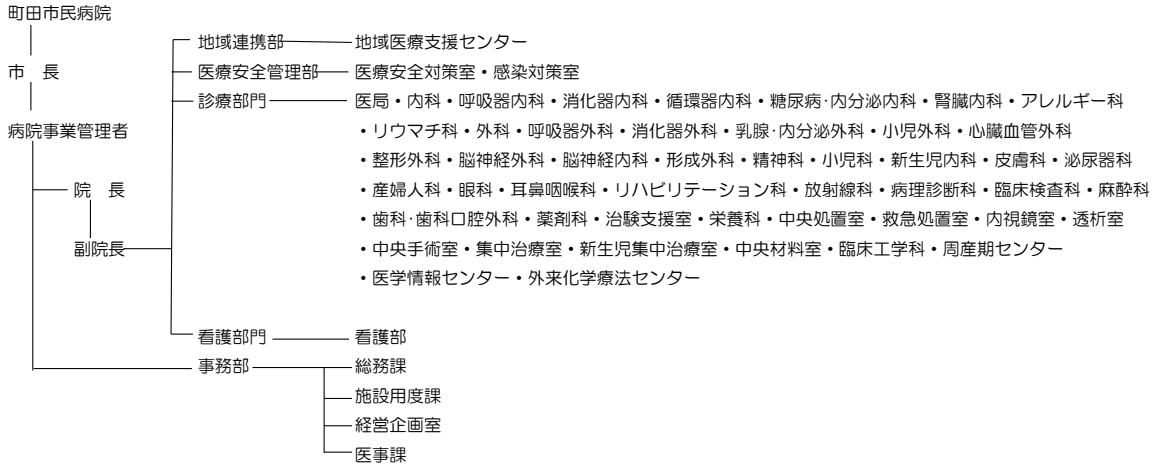 町田市民病院
地域連携部 地域医療支援センター
市　長
医療安全管理部 医療安全対策室・感染対策室
診療部門 医局・内科・呼吸器内科・消化器内科・循環器内科・糖尿病･内分泌内科・腎臓内科・アレルギー科
病院事業管理者
・リウマチ科・外科・呼吸器外科・消化器外科・乳腺･内分泌外科・小児外科・心臓血管外科
・整形外科・脳神経外科・脳神経内科・形成外科・精神科・小児科・新生児内科・皮膚科・泌尿器科
院　長
・産婦人科・眼科・耳鼻咽喉科・リハビリテーション科・放射線科・病理診断科・臨床検査科・麻酔科
・歯科･歯科口腔外科・薬剤科・治験支援室・栄養科・中央処置室・救急処置室・内視鏡室・透析室
副院長
・中央手術室・集中治療室・新生児集中治療室・中央材料室・臨床工学科・周産期センター
・医学情報センター・外来化学療法センター
看護部門 看護部
事務部 総務課
施設用度課
経営企画室
医事課